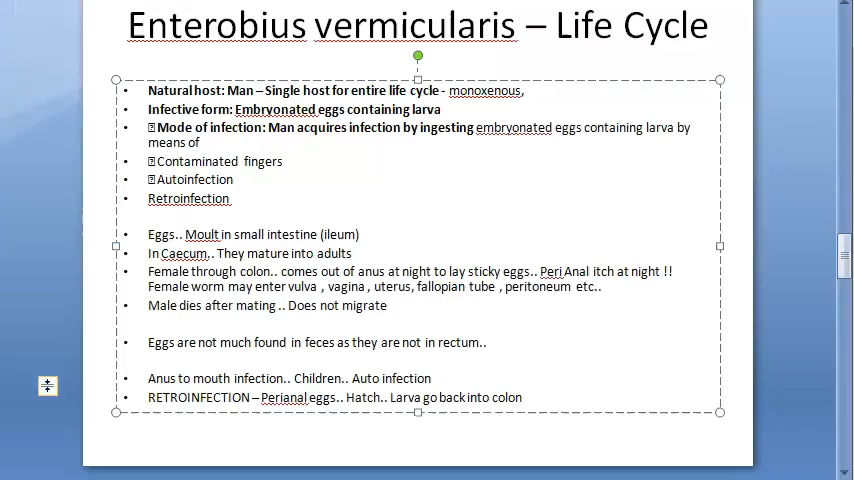 Enterobius vermicularis – Life Cycle
• Natural host: Man – Single host for entire life cycle - monoxenous,
• Infective form: Embryonated eggs containing larva
• Mode of infection: Man acquires infection by ingesting embryonated eggs containing larva by
means of
• Contaminated fingers
• Autoinfection
• Retroinfection
• Eggs.. Moult in small intestine (ileum)
• In Caecum.. They mature into adults
• Female through colon.. comes out of anus at night to lay sticky eggs.. Peri Anal itch at night !!
Female worm may enter vulva , vagina , uterus, fallopian tube , peritoneum etc..
• Male dies after mating .. Does not migrate
• Eggs are not much found in feces as they are not in rectum..
• Anus to mouth infection.. Children.. Auto infection
• RETROINFECTION – Perianal eggs.. Hatch.. Larva go back into colon